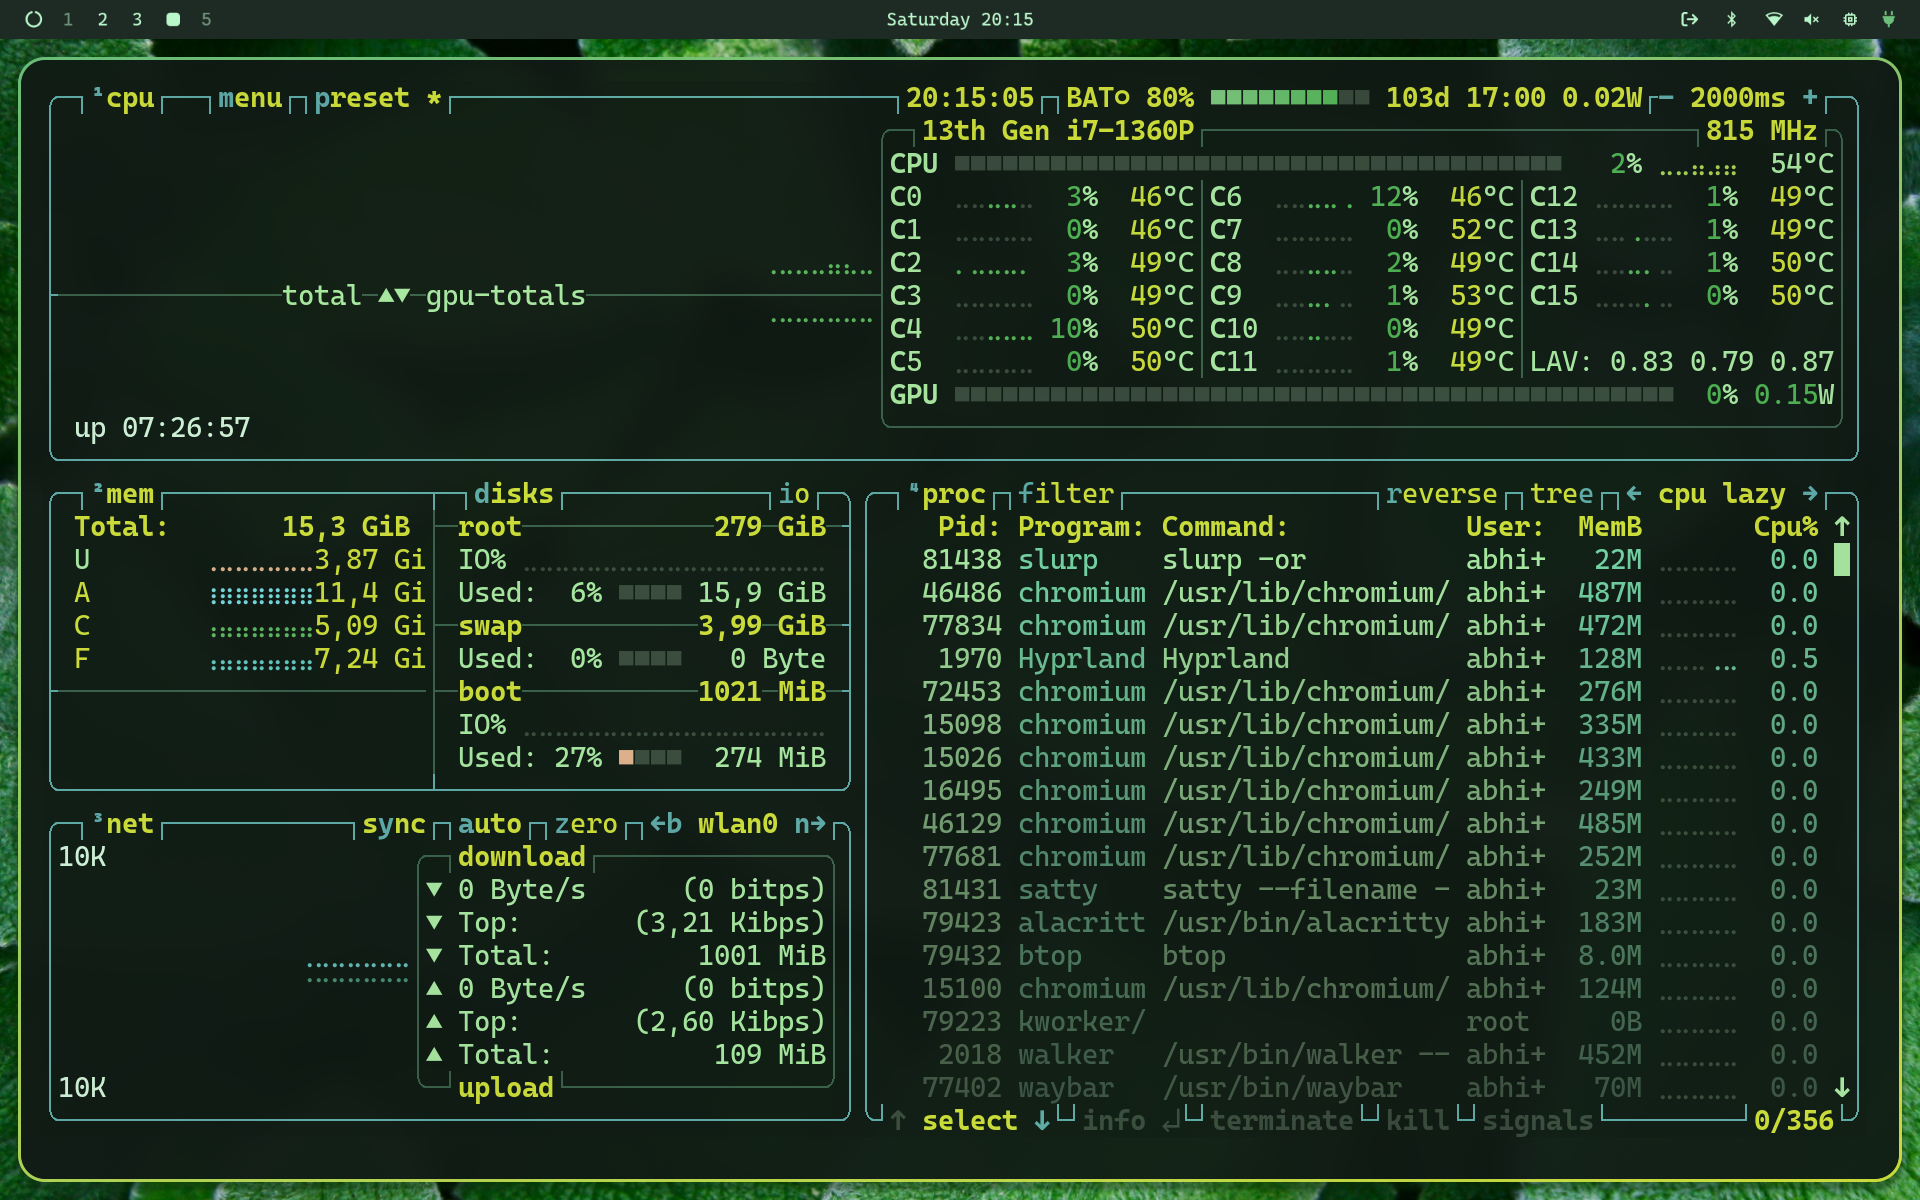 1 2 3 5 Saturday 20:15
¹cpu menu preset * 20:15:05 BAT○ 80% 103d 17:00 0.02W - 2000ms +
13th Gen i7-1360P 815 MHz
CPU 2% 54°C
C0 3% 46°C C6 12% 46°C C12 1% 49°C
C1 0% 46°C C7 0% 52°C C13 1% 49°C
C2 3% 49°C C8 2% 49°C C14 1% 50°C
total ▲▼ gpu-totals C3 0% 49°C C9 1% 53°C C15 0% 50°C
C4 10% 50°C C10 0% 49°C
C5 0% 50°C C11 1% 49°C LAV: 0.83 0.79 0.87
GPU 0% 0.15W
up 07:26:57
²mem disks io
Total: 15,3 GiB root 279 GiB
U 3,87 Gi IO%
A 11,4 Gi Used: 6% 15,9 GiB
C 5,09 Gi swap 3,99 GiB
F 7,24 Gi Used: 0% 0 Byte
boot 1021 MiB
IO%
Used: 27% 274 MiB
³net sync auto zero ←b wlan0 n→
10K download
▼ 0 Byte/s (0 bitps)
▼ Top: (3,21 Kibps)
▼ Total: 1001 MiB
▲ 0 Byte/s (0 bitps)
▲ Top: (2,60 Kibps)
▲ Total: 109 MiB
10K upload
⁴proc filter reverse tree ← cpu lazy →
Pid: Program: Command: User: MemB Cpu% ↑
81438 slurp slurp -or abhi+ 22M 0.0
46486 chromium /usr/lib/chromium/ abhi+ 487M 0.0
77834 chromium /usr/lib/chromium/ abhi+ 472M 0.0
1970 Hyprland Hyprland abhi+ 128M 0.5
72453 chromium /usr/lib/chromium/ abhi+ 276M 0.0
15098 chromium /usr/lib/chromium/ abhi+ 335M 0.0
15026 chromium /usr/lib/chromium/ abhi+ 433M 0.0
16495 chromium /usr/lib/chromium/ abhi+ 249M 0.0
46129 chromium /usr/lib/chromium/ abhi+ 485M 0.0
77681 chromium /usr/lib/chromium/ abhi+ 252M 0.0
81431 satty satty --filename - abhi+ 23M 0.0
79423 alacritt /usr/bin/alacritty abhi+ 183M 0.0
79432 btop btop abhi+ 8.0M 0.0
15100 chromium /usr/lib/chromium/ abhi+ 124M 0.0
79223 kworker/ root 0B 0.0
2018 walker /usr/bin/walker -- abhi+ 452M 0.0
77402 waybar /usr/bin/waybar abhi+ 70M 0.0 ↓
↑ select ↓ info ↵ terminate kill signals 0/356